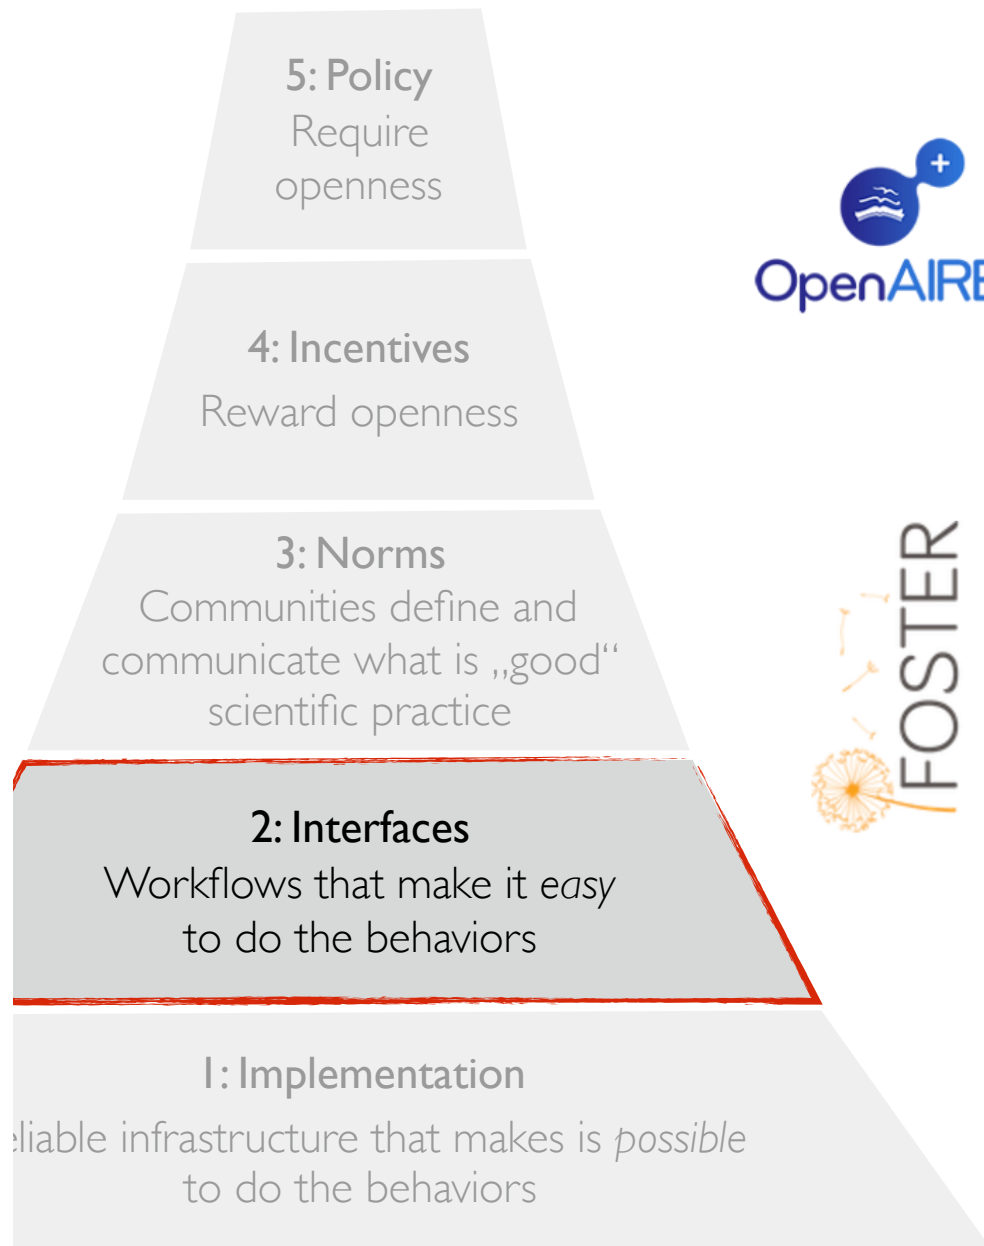 5: Policy
Require
openness
4: Incentives
Reward openness
3: Norms
Communities define and
communicate what is „good“
scientific practice
2: Interfaces
Workflows that make it easy
to do the behaviors
1: Implementation
eliable infrastructure that makes is possible
to do the behaviors
OpenAIRE
FOSTER